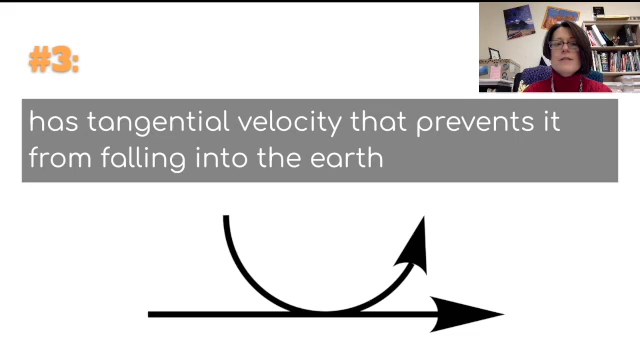 #3:
has tangential velocity that prevents it
from falling into the earth